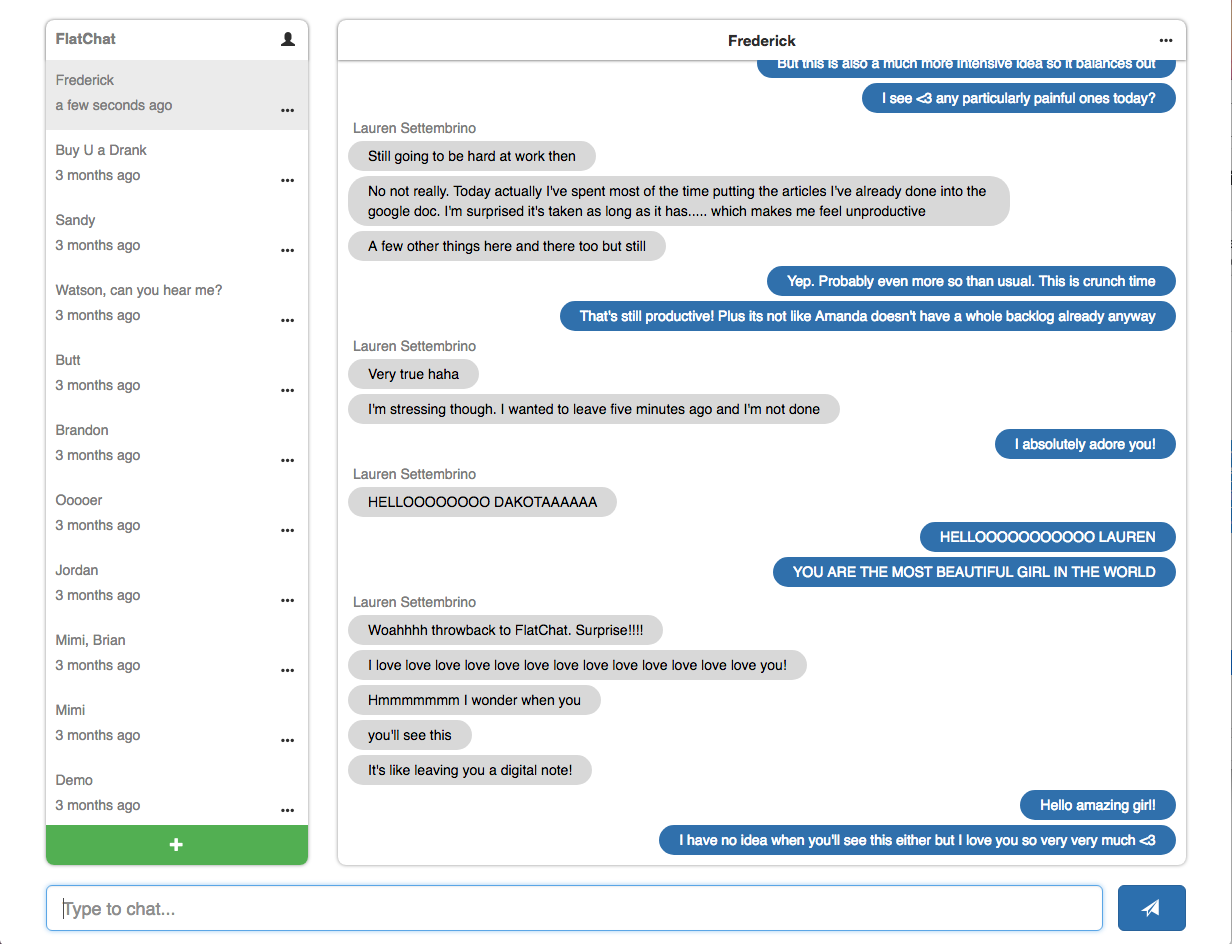 FlatChat
Frederick
a few seconds ago
Buy U a Drank
3 months ago
Sandy
3 months ago
Watson, can you hear me?
3 months ago
Butt
3 months ago
Brandon
3 months ago
Ooooer
3 months ago
Jordan
3 months ago
Mimi, Brian
3 months ago
Mimi
3 months ago
Demo
3 months ago
+
Frederick
But this is also a much more intensive idea so it balances out
I see <3 any particularly painful ones today?
Lauren Settembrino
Still going to be hard at work then
No not really. Today actually I've spent most of the time putting the articles I've already done into the
google doc. I'm surprised it's taken as long as it has..... which makes me feel unproductive
A few other things here and there too but still
Yep. Probably even more so than usual. This is crunch time
That's still productive! Plus its not like Amanda doesn't have a whole backlog already anyway
Lauren Settembrino
Very true haha
I'm stressing though. I wanted to leave five minutes ago and I'm not done
I absolutely adore you!
Lauren Settembrino
HELLOOOOOOOO DAKOTAAAAAA
HELLOOOOOOOOOOO LAUREN
YOU ARE THE MOST BEAUTIFUL GIRL IN THE WORLD
Lauren Settembrino
Woahhhh throwback to FlatChat. Surprise!!!!
I love love love love love love love love love love love love love you!
Hmmmmmmm I wonder when you
you'll see this
It's like leaving you a digital note!
Hello amazing girl!
I have no idea when you'll see this either but I love you so very very much <3
Type to chat...